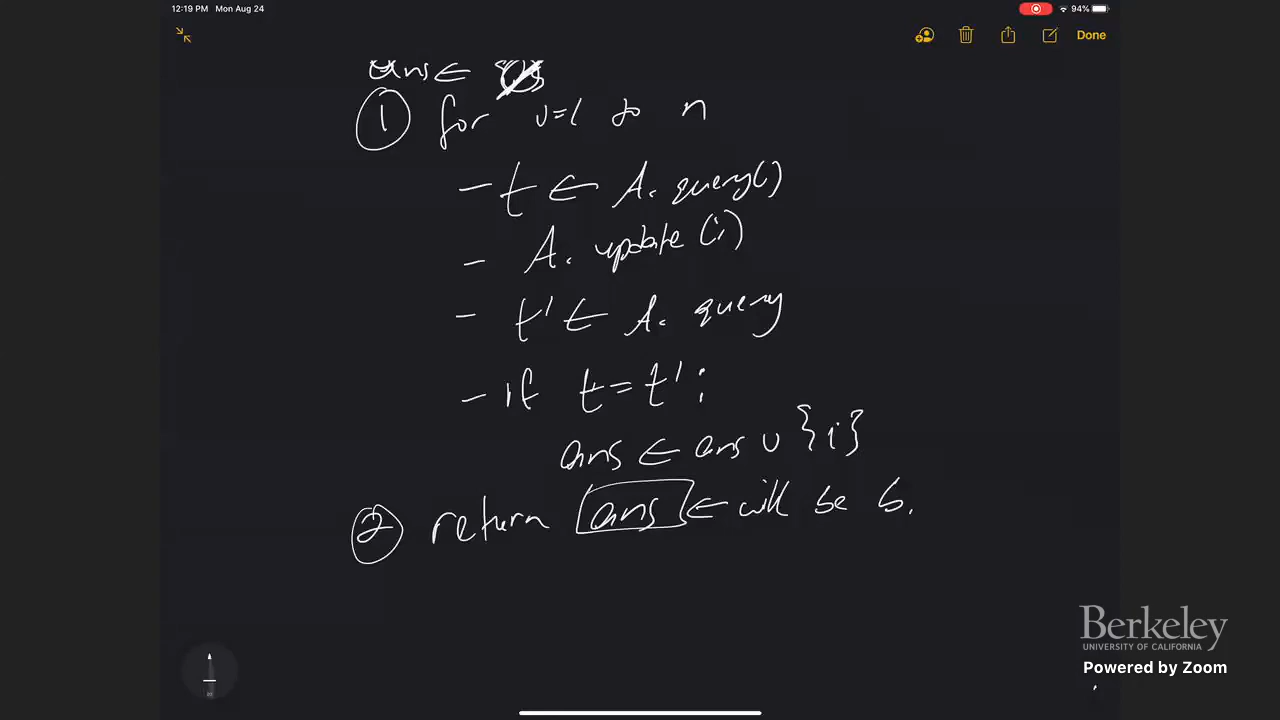 12:19 PM Mon Aug 24
94%
Done
ans ←
① for i=1 to n
- t ← A. query()
- A. update (i)
- t' ← A. query
- if t = t' :
ans ← ans ∪ {i}
② return ans ← will be b.
Berkeley
UNIVERSITY OF CALIFORNIA
Powered by Zoom